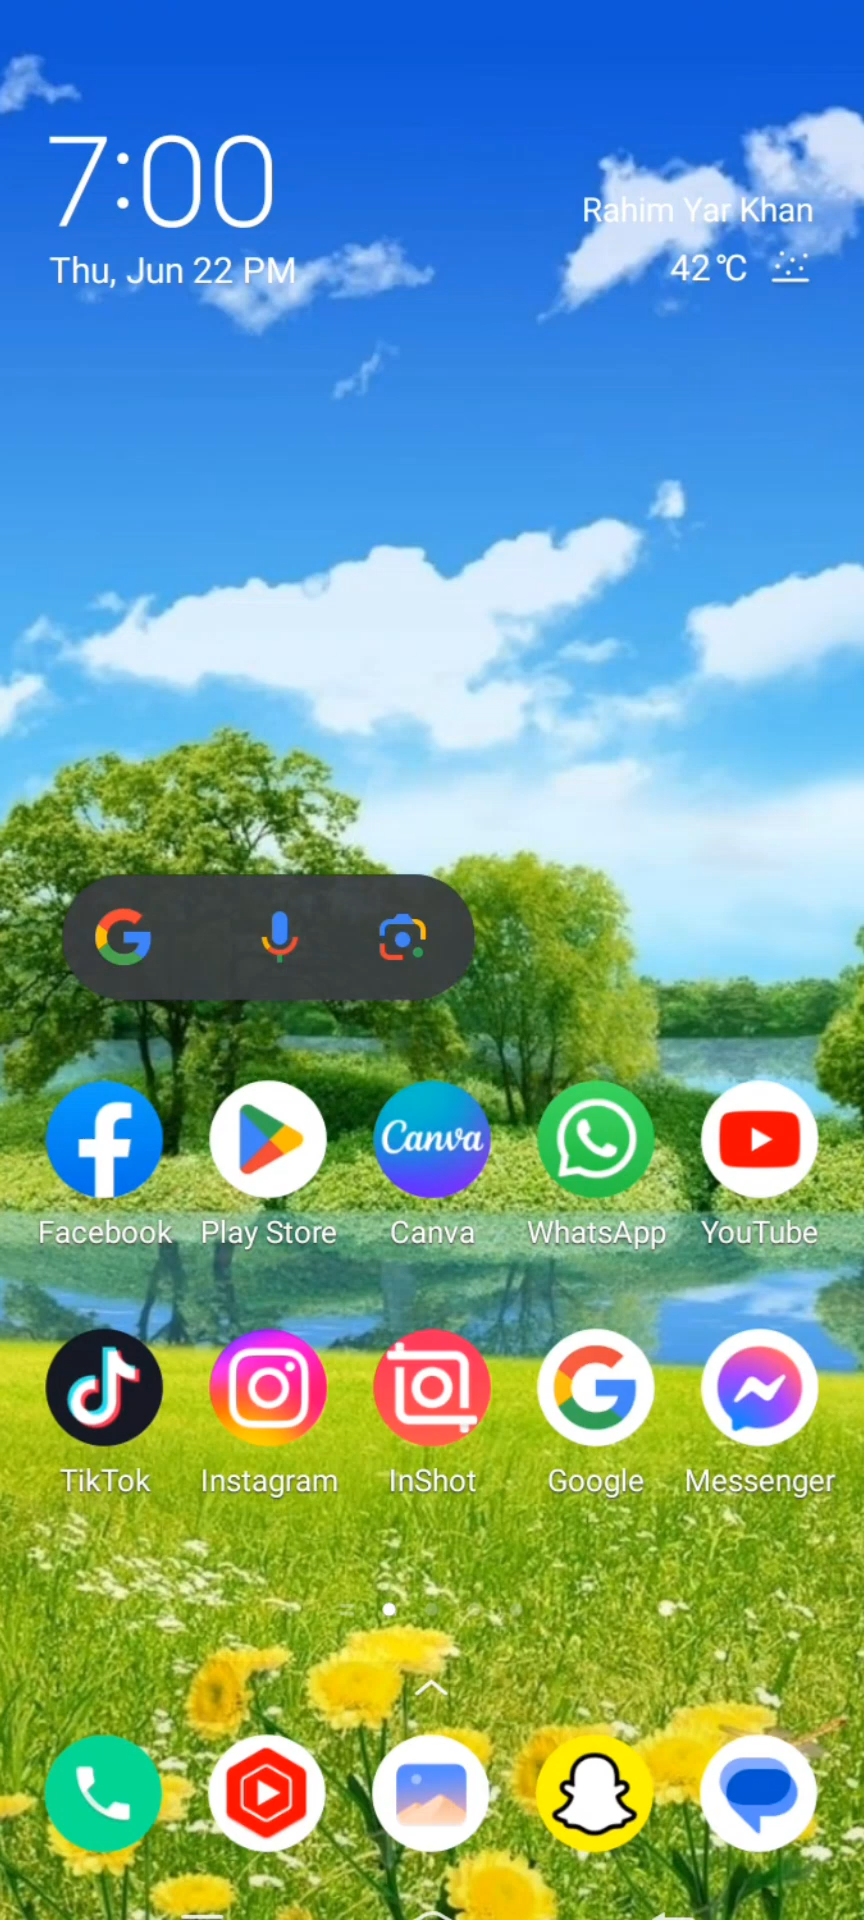 7:00
Thu, Jun 22 PM
Rahim Yar Khan
42℃
Canva
Facebook
Play Store
Canva
WhatsApp
YouTube
TikTok
Instagram
InShot
Google
Messenger